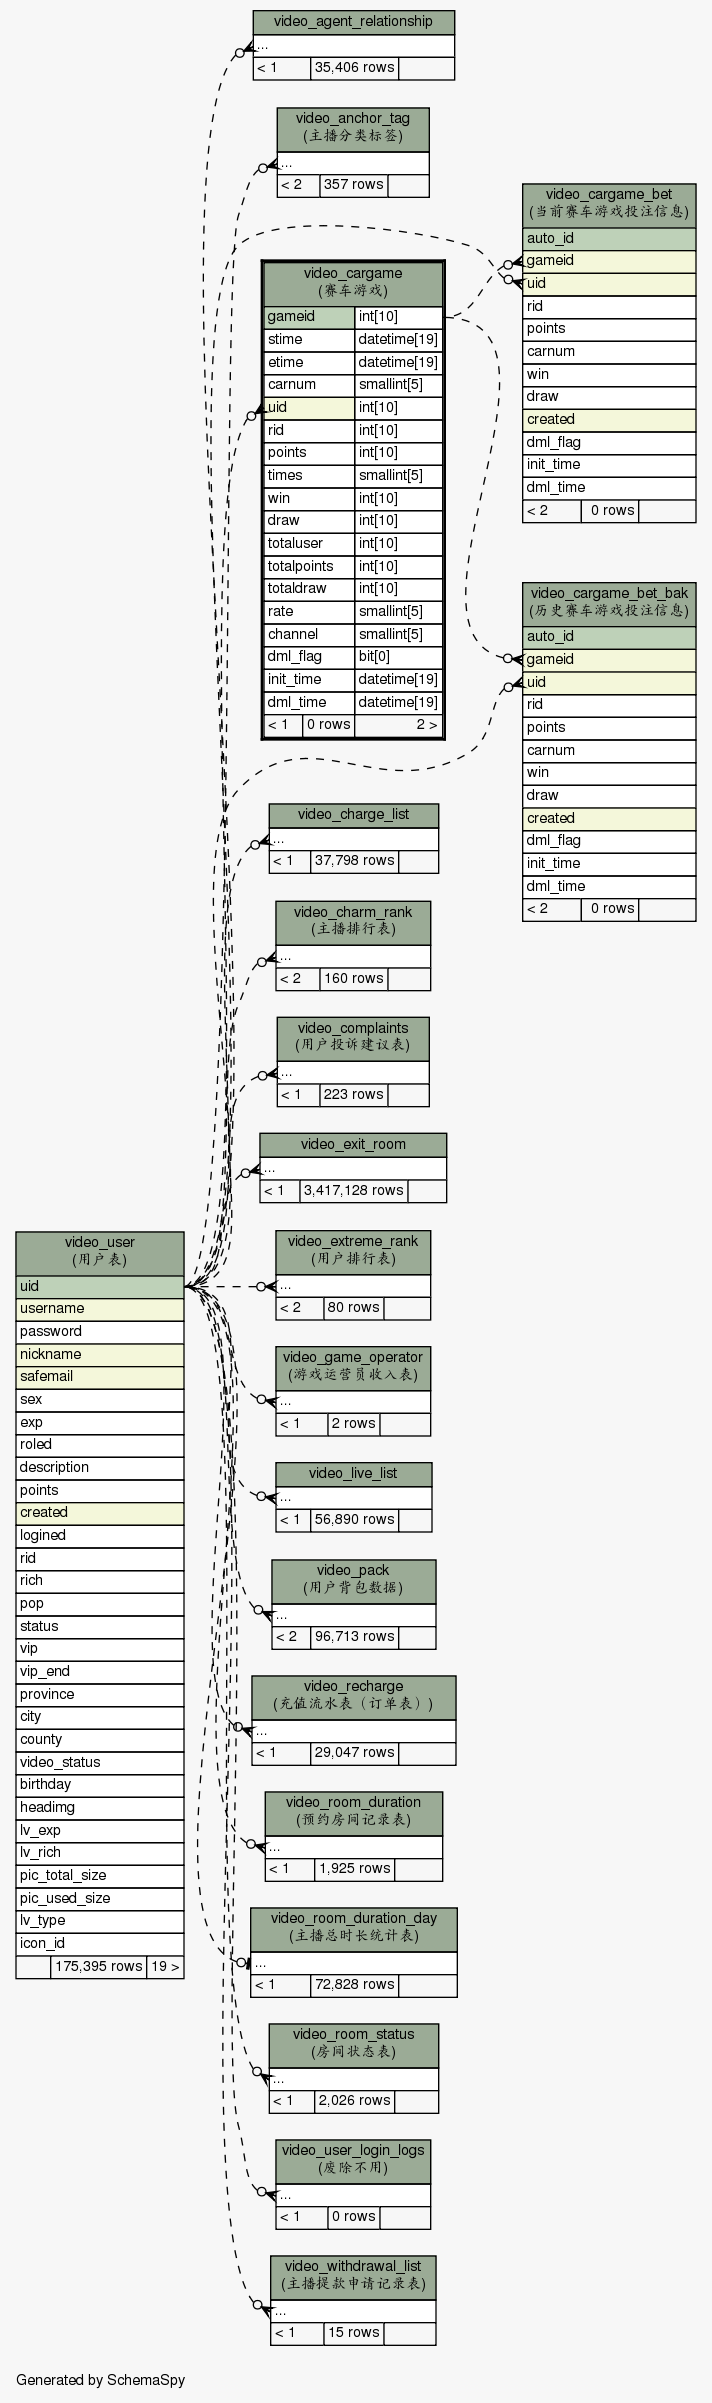 video_agent_relationship
...
< 1 35,406 rows
video_anchor_tag
(主播分类标签)
...
< 2 357 rows
video_cargame_bet
(当前赛车游戏投注信息)
auto_id
gameid
uid
rid
points
carnum
win
draw
created
dml_flag
init_time
dml_time
< 2 0 rows
video_cargame
(赛车游戏)
gameid int[10]
stime datetime[19]
etime datetime[19]
carnum smallint[5]
uid int[10]
rid int[10]
points int[10]
times smallint[5]
win int[10]
draw int[10]
totaluser int[10]
totalpoints int[10]
totaldraw int[10]
rate smallint[5]
channel smallint[5]
dml_flag bit[0]
init_time datetime[19]
dml_time datetime[19]
< 1 0 rows 2 >
video_cargame_bet_bak
(历史赛车游戏投注信息)
auto_id
gameid
uid
rid
points
carnum
win
draw
created
dml_flag
init_time
dml_time
< 2 0 rows
video_charge_list
...
< 1 37,798 rows
video_charm_rank
(主播排行表)
...
< 2 160 rows
video_complaints
(用户投诉建议表)
...
< 1 223 rows
video_exit_room
...
< 1 3,417,128 rows
video_user
(用户表)
uid
username
password
nickname
safemail
sex
exp
roled
description
points
created
logined
rid
rich
pop
status
vip
vip_end
province
city
county
video_status
birthday
headimg
lv_exp
lv_rich
pic_total_size
pic_used_size
lv_type
icon_id
175,395 rows 19 >
video_extreme_rank
(用户排行表)
...
< 2 80 rows
video_game_operator
(游戏运营员收入表)
...
< 1 2 rows
video_live_list
...
< 1 56,890 rows
video_pack
(用户背包数据)
...
< 2 96,713 rows
video_recharge
(充值流水表（订单表）)
...
< 1 29,047 rows
video_room_duration
(预约房间记录表)
...
< 1 1,925 rows
video_room_duration_day
(主播总时长统计表)
...
< 1 72,828 rows
video_room_status
(房间状态表)
...
< 1 2,026 rows
video_user_login_logs
(废除不用)
...
< 1 0 rows
video_withdrawal_list
(主播提款申请记录表)
...
< 1 15 rows
Generated by SchemaSpy